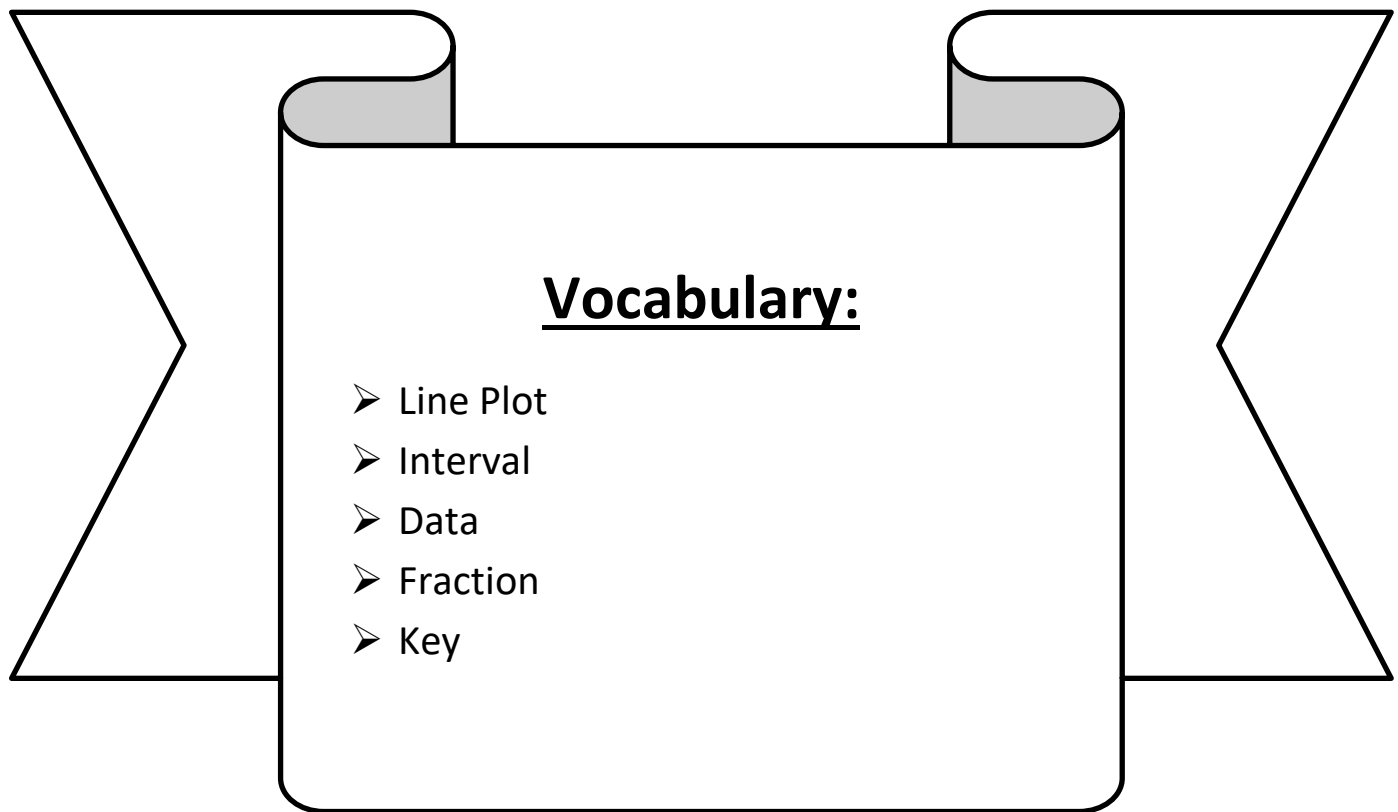 Vocabulary:
➢ Line Plot
➢ Interval
➢ Data
➢ Fraction
➢ Key